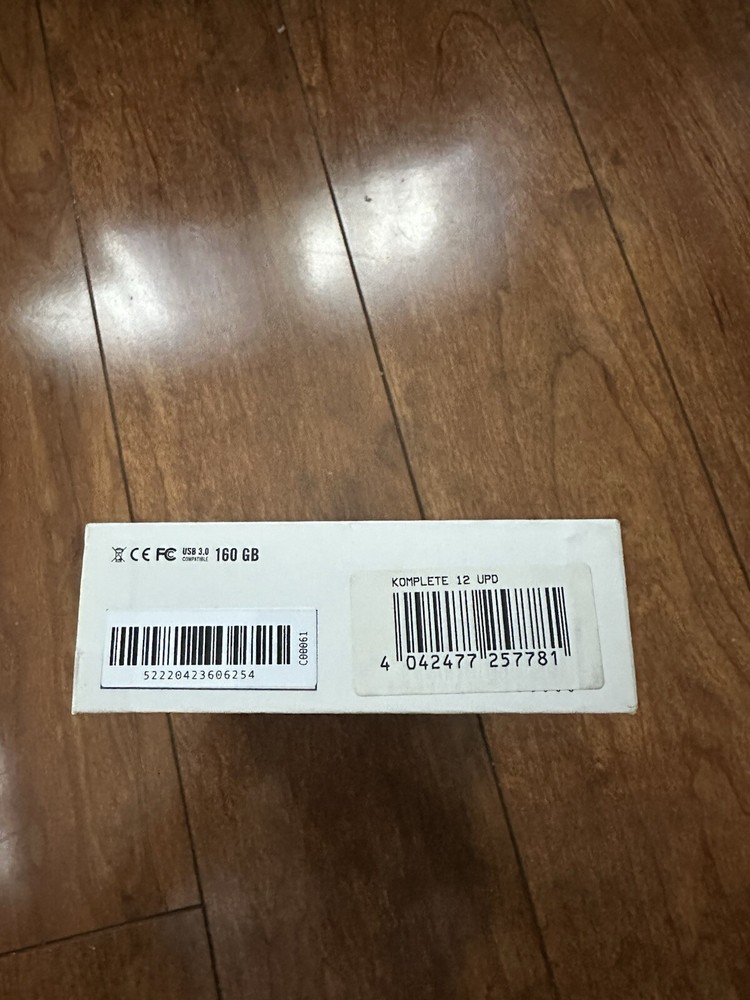 CE FC USB 3.0 COMPATIBLE 160 GB
KOMPLETE 12 UPD
52220423606254
C00061
4 042477 257781